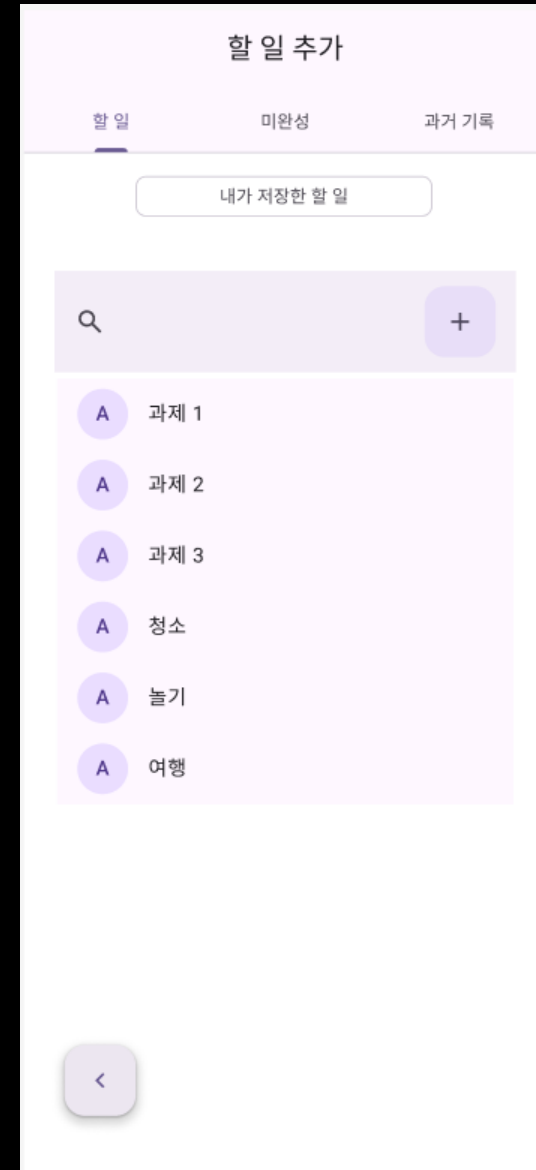 할 일 추가
할 일 미완성 과거 기록
내가 저장한 할 일
+
A 과제 1
A 과제 2
A 과제 3
A 청소
A 놀기
A 여행